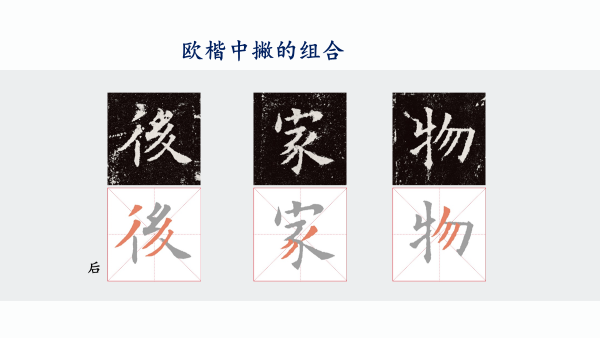 欧楷中撇的组合
後 家 物
後 家 物
后